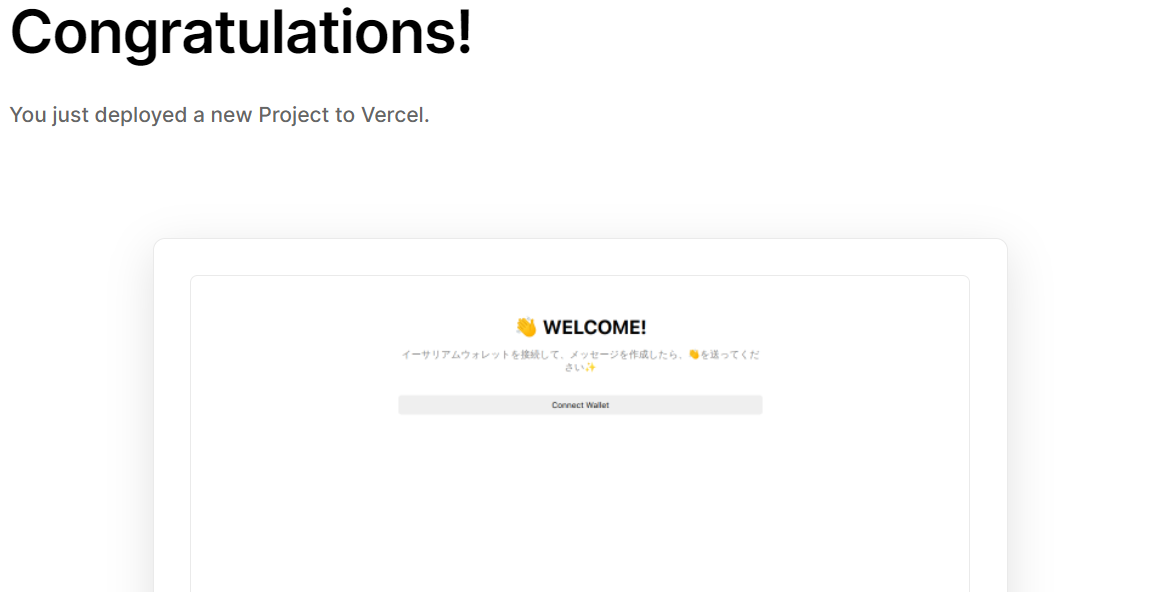 Congratulations!
You just deployed a new Project to Vercel.
👋 WELCOME!
イーサリアムウォレットを接続して、メッセージを作成したら、👋を送ってくだ
さい✨
Connect Wallet